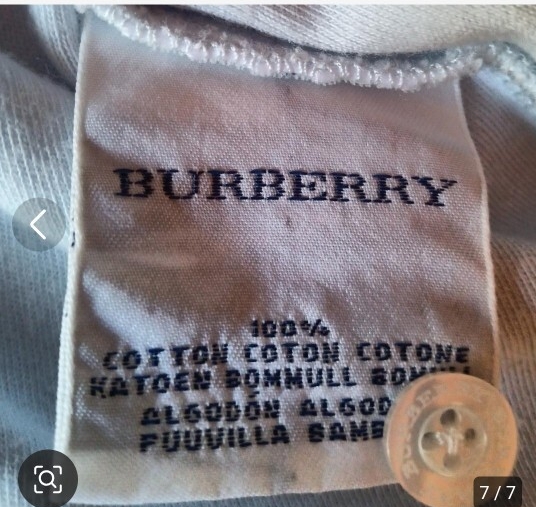 BURBERRY
100%
COTTON COTON COTONE
KATOEN BOMMULL
ALGODÓN
PUUVILLA
7/7